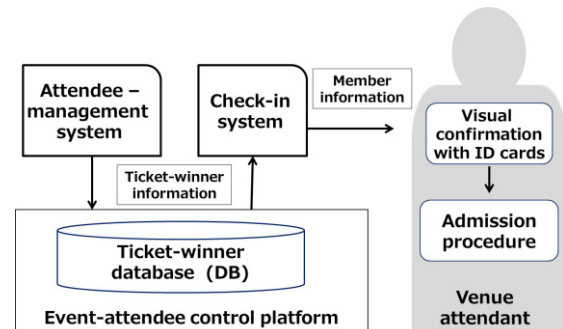 Attendee –
management
system
Check-in
system
Member
information
Visual
confirmation
with ID cards
Ticket-winner
information
Admission
procedure
Ticket-winner
database (DB)
Event-attendee control platform
Venue
attendant